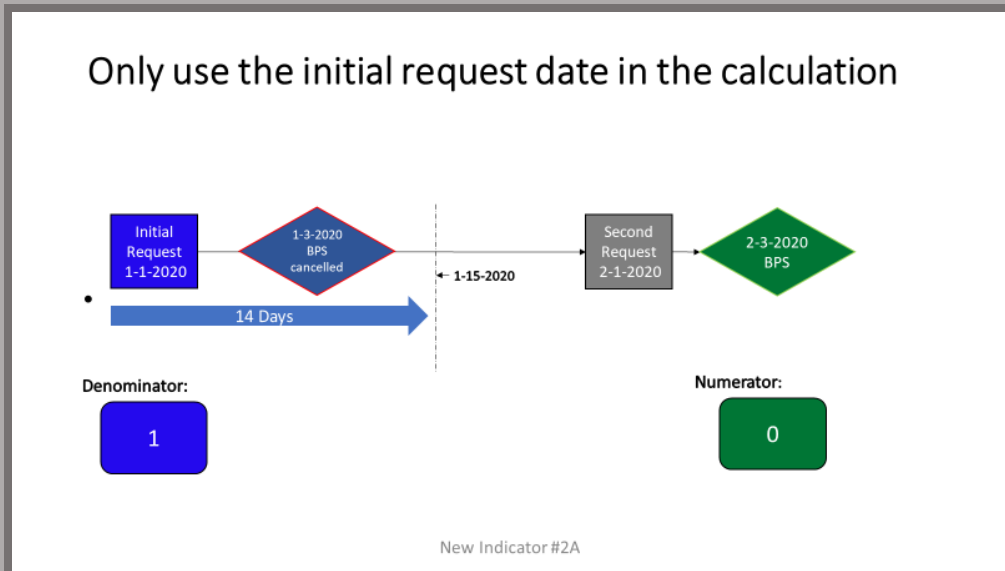 Only use the initial request date in the calculation
Initial
Request
1-1-2020
1-3-2020
BPS
cancelled
1-15-2020
Second
Request
2-1-2020
2-3-2020
BPS
•
14 Days
Denominator:
1
Numerator:
0
New Indicator #2A